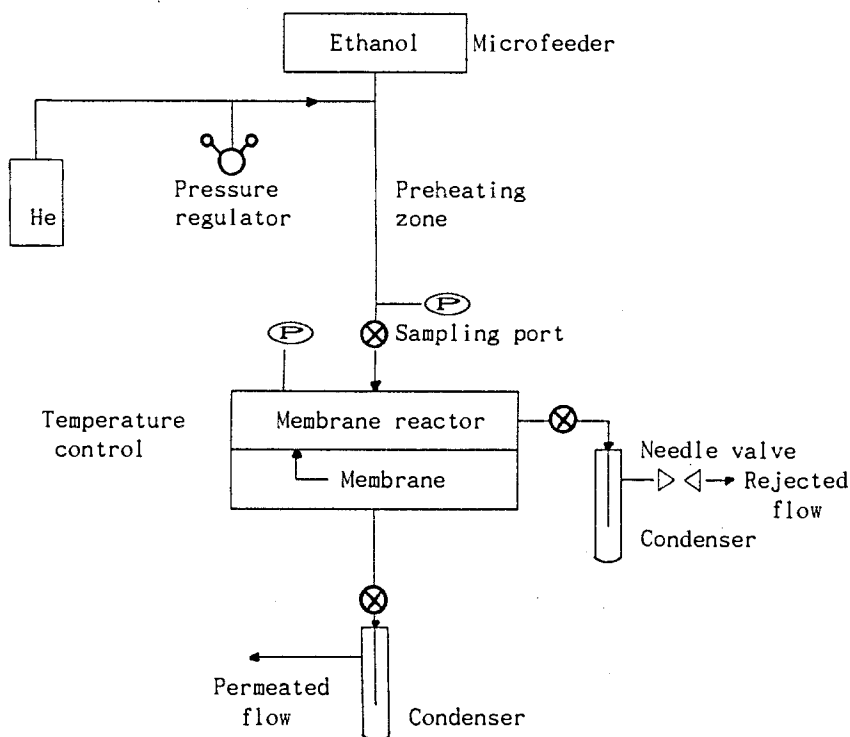 Ethanol
Microfeeder
He
Pressure
regulator
Preheating
zone
P
P
Sampling port
Temperature
control
Membrane reactor
Membrane
Needle valve
Rejected
flow
Condenser
Permeated
flow
Condenser